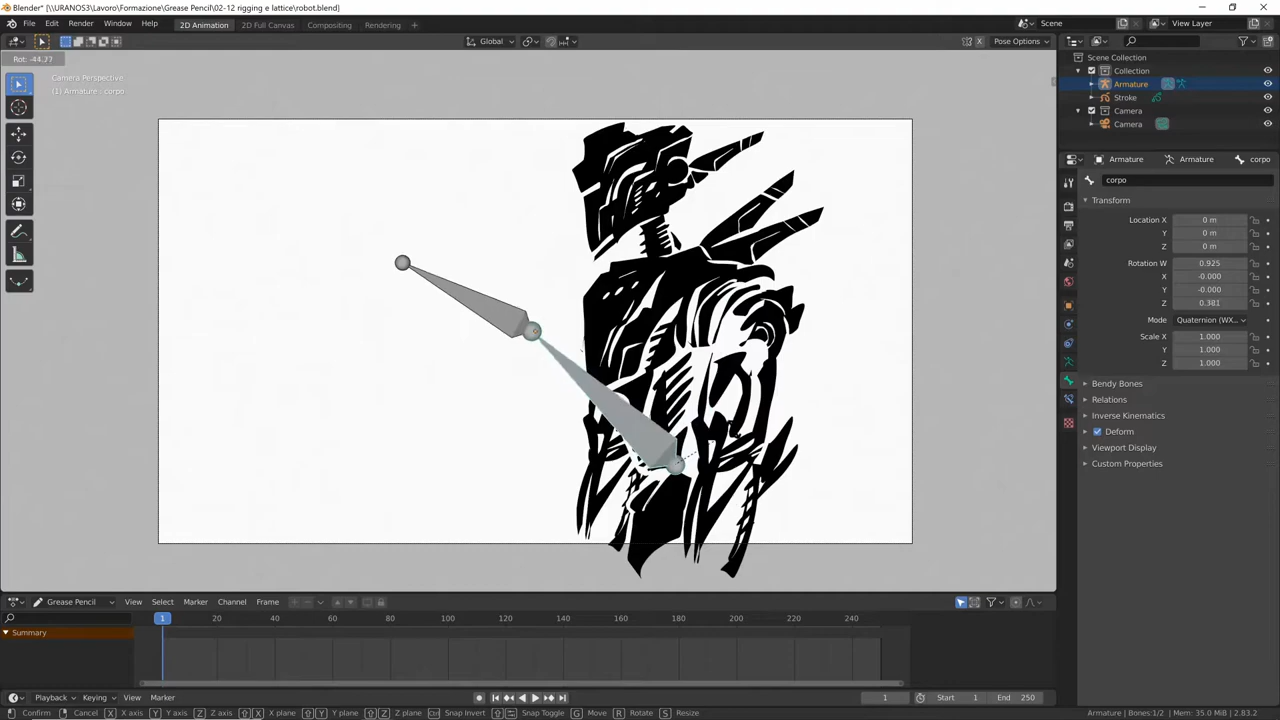 Blender* [\\URANOS3\Lavoro\Formazione\Grease Pencil\02-12 rigging e lattice\robot.blend]
File Edit Render Window Help 2D Animation 2D Full Canvas Compositing Rendering Scene View Layer
Global Pose Options
Rot: -44.77
Camera Perspective
(1) Armature : corpo
Scene Collection
Collection
Armature
Stroke
Camera
Camera
Armature Armature corpo
corpo
Transform
Location X 0 m
Y 0 m
Z 0 m
Rotation W 0.925
X -0.000
Y -0.000
Z 0.381
Mode Quaternion (WX...
Scale X 1.000
Y 1.000
Z 1.000
Bendy Bones
Relations
Inverse Kinematics
Deform
Viewport Display
Custom Properties
Grease Pencil View Select Marker Channel Frame
1 20 40 60 80 100 120 140 160 180 200 220 240
Summary
Playback Keying View Marker 1 Start 1 End 250
Confirm Cancel X X axis Y Y axis Z Z axis X X plane Y Y plane Z Z plane Ctrl Snap Invert Snap Toggle G Move R Rotate S Resize Armature | Bones:1/2 | Mem: 35.0 MiB | 2.83.2